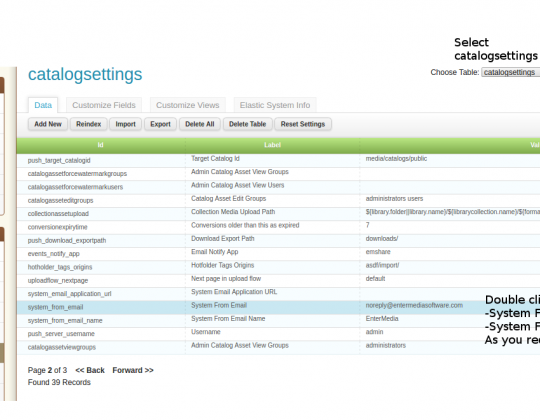 Select
catalogsettings
catalogsettings
Choose Table: catalogsettings
Data Customize Fields Customize Views Elastic System Info
Add New Reindex Import Export Delete All Delete Table Reset Settings
Id Label Val
push_target_catalogid Target Catalog Id media/catalogs/public
catalogassetforcewatermarkgroups Admin Catalog Asset View Groups
catalogassetforcewatermarkusers Admin Catalog Asset View Users
catalogasseteditgroups Catalog Asset Edit Groups administrators users
collectionassetupload Collection Media Upload Path ${library.folder|library.name}/${librarycollection.name}/${forma
conversionexpirytime Conversions older than this as expired 7
push_download_exportpath Download Export Path downloads/
events_notify_app Email Notify App emshare
hotholder_tags_origins Hotfolder Tags Origins asdf/import/
uploadflow_nextpage Next page in upload flow default
system_email_application_url System Email Application URL
system_from_email System From Email noreply@entermediasoftware.com
system_from_email_name System From Email Name EnterMedia
push_server_username Username admin
catalogassetviewgroups Admin Catalog Asset View Groups administrators
Double cli
-System F
-System F
As you re
Page 2 of 3 << Back Forward >>
Found 39 Records